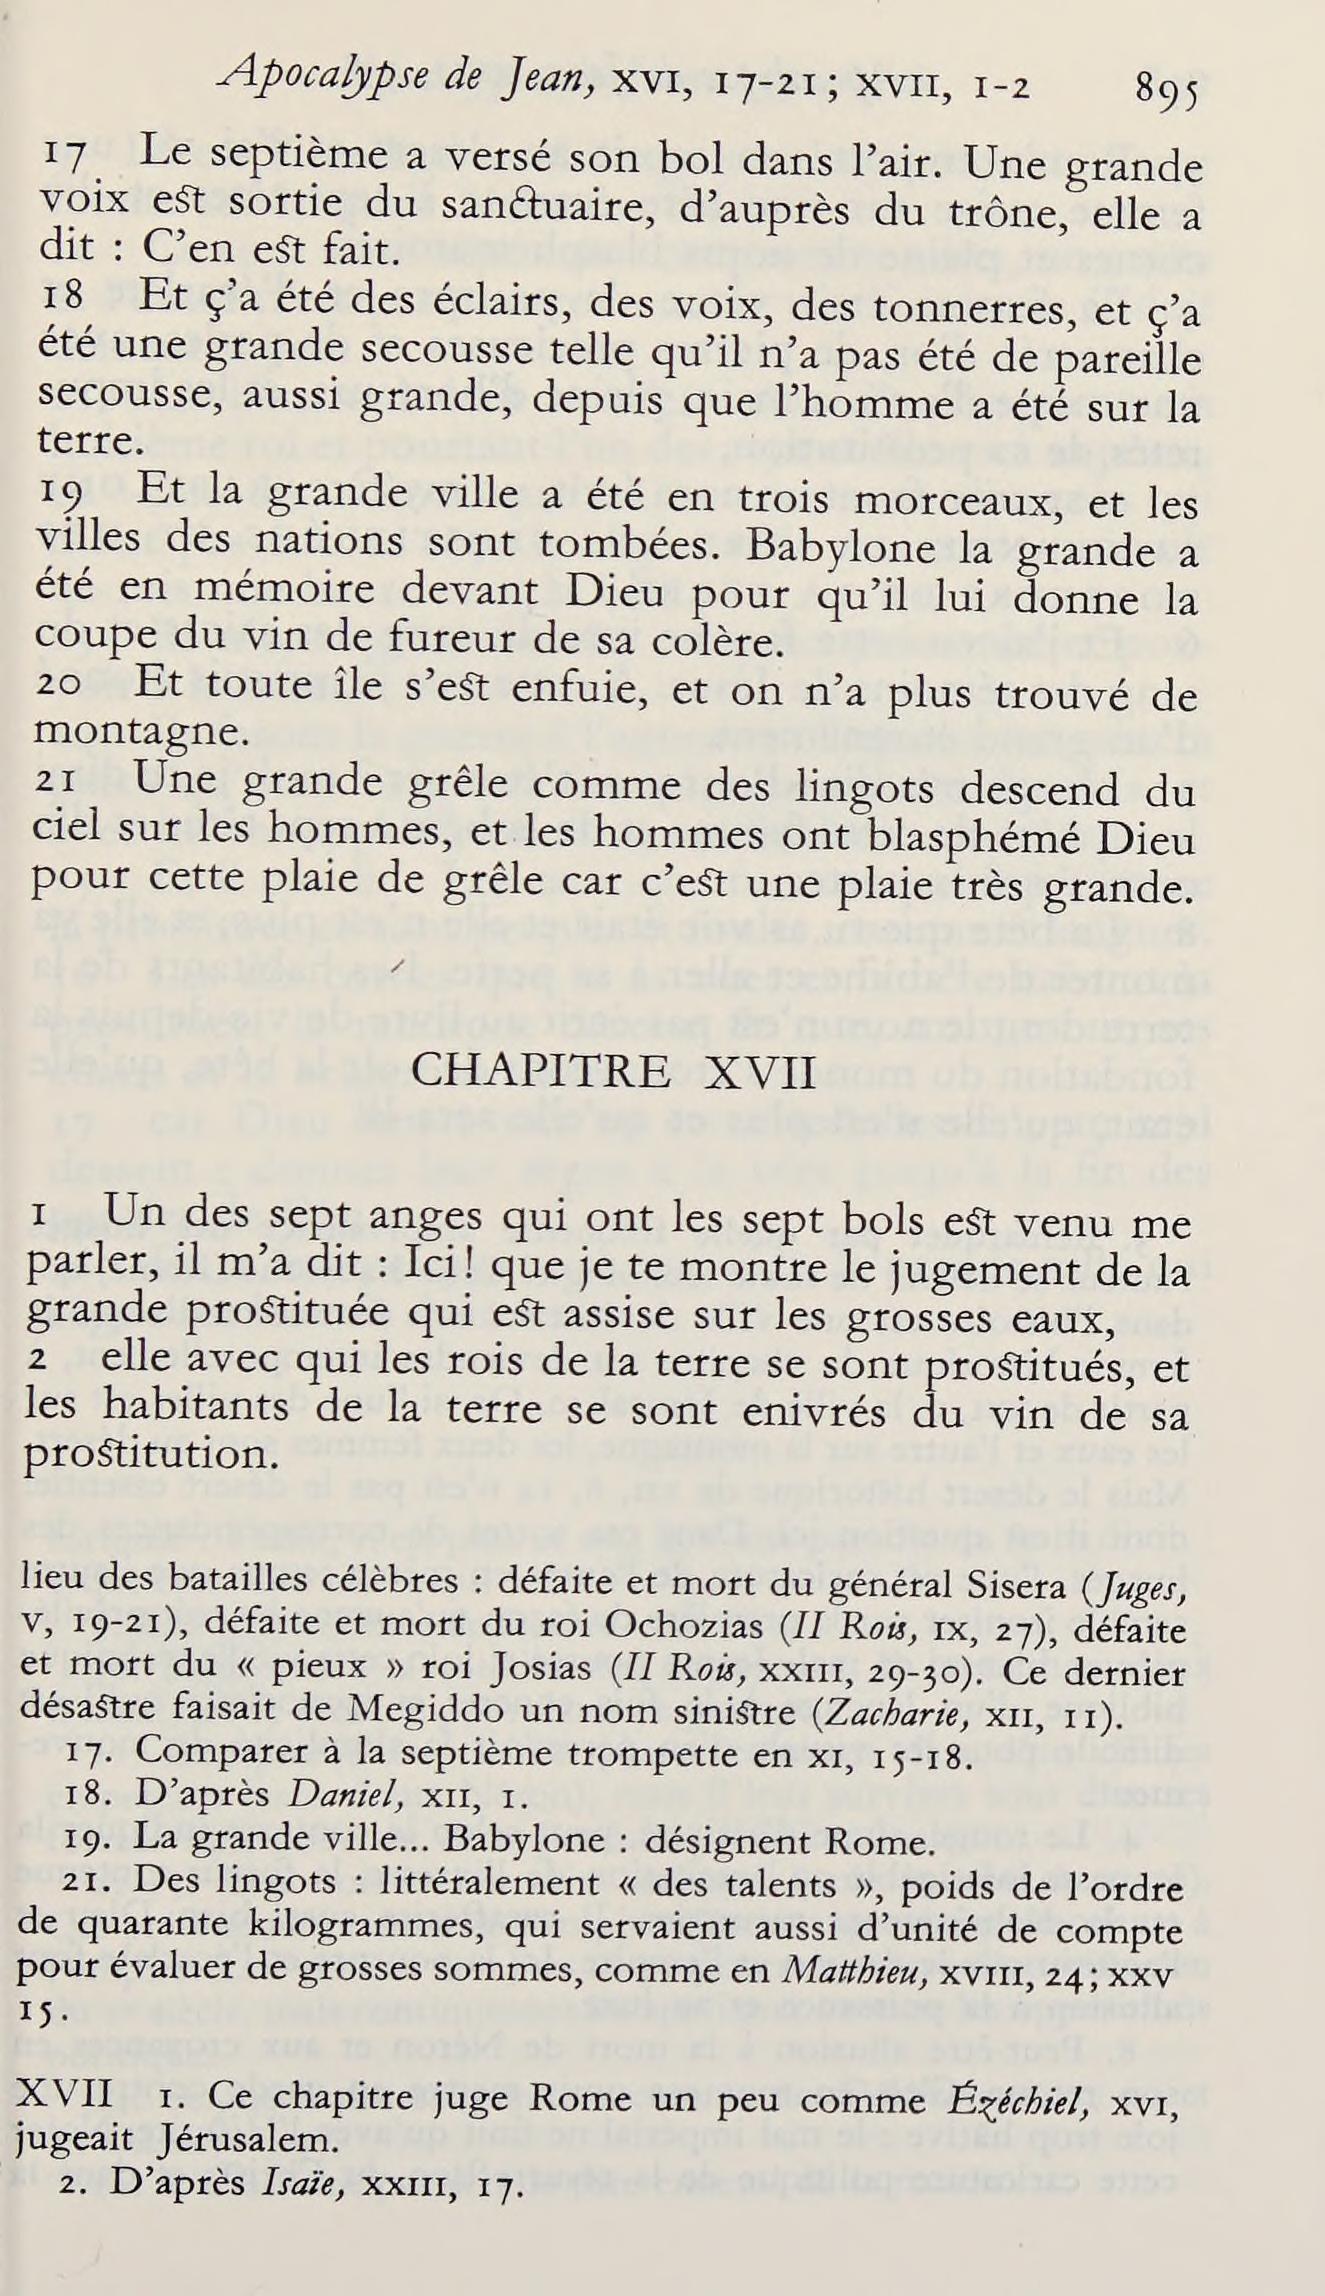 Apocalypse de Jean, XVI, 17-21 ; XVII, 1-2 895
17 Le septième a versé son bol dans l’air. Une grande
voix est sortie du sanctuaire, d’auprès du trône, elle a
dit : C’en est fait.
18 Et ç’a été des éclairs, des voix, des tonnerres, et ç’a
été une grande secousse telle qu’il n’a pas été de pareille
secousse, aussi grande, depuis que l’homme a été sur la
terre.
19 Et la grande ville a été en trois morceaux, et les
villes des nations sont tombées. Babylone la grande a
été en mémoire devant Dieu pour qu’il lui donne la
coupe du vin de fureur de sa colère.
20 Et toute île s’est enfuie, et on n’a plus trouvé de
montagne.
21 Une grande grêle comme des lingots descend du
ciel sur les hommes, et les hommes ont blasphémé Dieu
pour cette plaie de grêle car c’est une plaie très grande.
CHAPITRE XVII
1 Un des sept anges qui ont les sept bols est venu me
parler, il m’a dit : Ici ! que je te montre le jugement de la
grande prostituée qui est assise sur les grosses eaux,
2 elle avec qui les rois de la terre se sont prostitués, et
les habitants de la terre se sont enivrés du vin de sa
prostitution.
lieu des batailles célèbres : défaite et mort du général Sisera (Juges,
V, 19-21), défaite et mort du roi Ochozias (II Rois, IX, 27), défaite
et mort du « pieux » roi Josias (II Rois, XXIII, 29-30). Ce dernier
désastre faisait de Megiddo un nom sinistre (Zacharie, XII, 11).
17. Comparer à la septième trompette en XI, 15-18.
18. D’après Daniel, XII, 1.
19. La grande ville... Babylone : désignent Rome.
21. Des lingots : littéralement « des talents », poids de l’ordre
de quarante kilogrammes, qui servaient aussi d’unité de compte
pour évaluer de grosses sommes, comme en Matthieu, XVIII, 24 ; XXV
15.
XVII 1. Ce chapitre juge Rome un peu comme Ézéchiel, XVI,
jugeait Jérusalem.
2. D’après Isaïe, XXIII, 17.